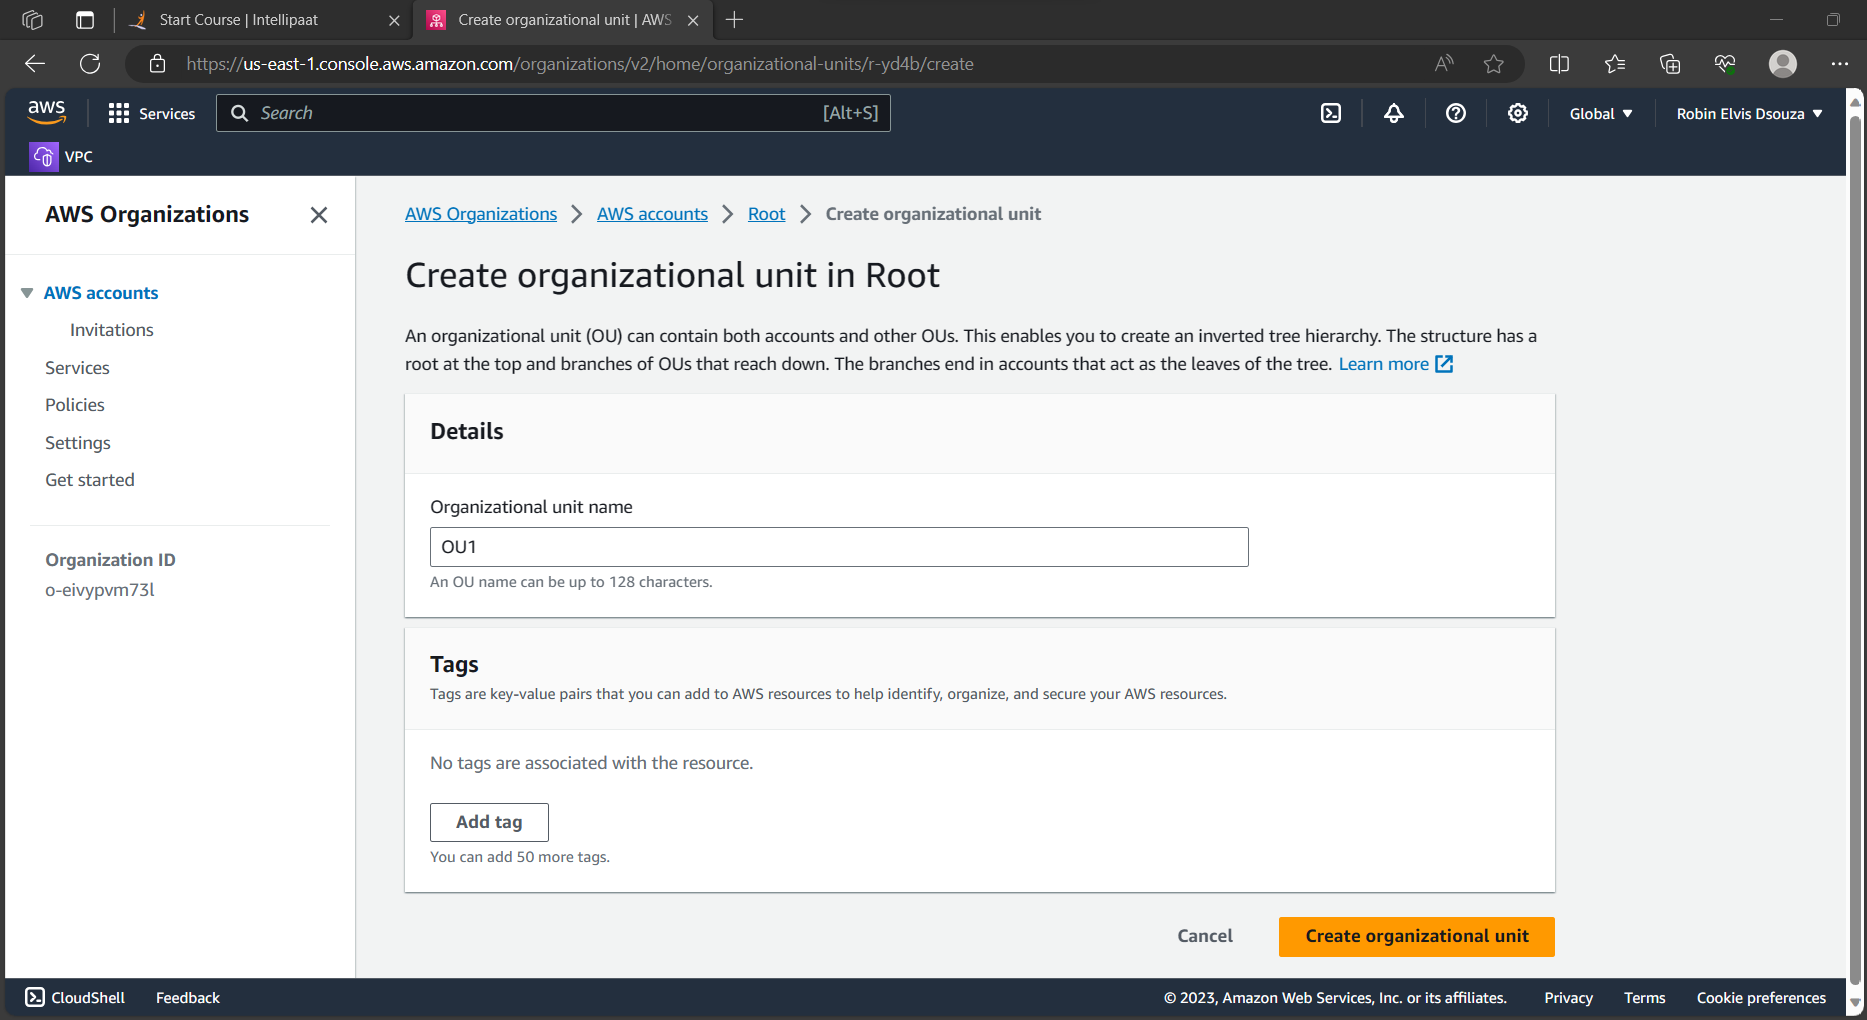 Start Course | Intellipaat
Create organizational unit | AWS
https://us-east-1.console.aws.amazon.com/organizations/v2/home/organizational-units/r-yd4b/create
aws
Services
Search
[Alt+S]
Global
Robin Elvis Dsouza
VPC
AWS Organizations
AWS accounts
Invitations
Services
Policies
Settings
Get started
Organization ID
o-eivypvm73l
AWS Organizations > AWS accounts > Root > Create organizational unit
Create organizational unit in Root
An organizational unit (OU) can contain both accounts and other OUs. This enables you to create an inverted tree hierarchy. The structure has a
root at the top and branches of OUs that reach down. The branches end in accounts that act as the leaves of the tree. Learn more
Details
Organizational unit name
OU1
An OU name can be up to 128 characters.
Tags
Tags are key-value pairs that you can add to AWS resources to help identify, organize, and secure your AWS resources.
No tags are associated with the resource.
Add tag
You can add 50 more tags.
Cancel
Create organizational unit
CloudShell
Feedback
© 2023, Amazon Web Services, Inc. or its affiliates.
Privacy
Terms
Cookie preferences